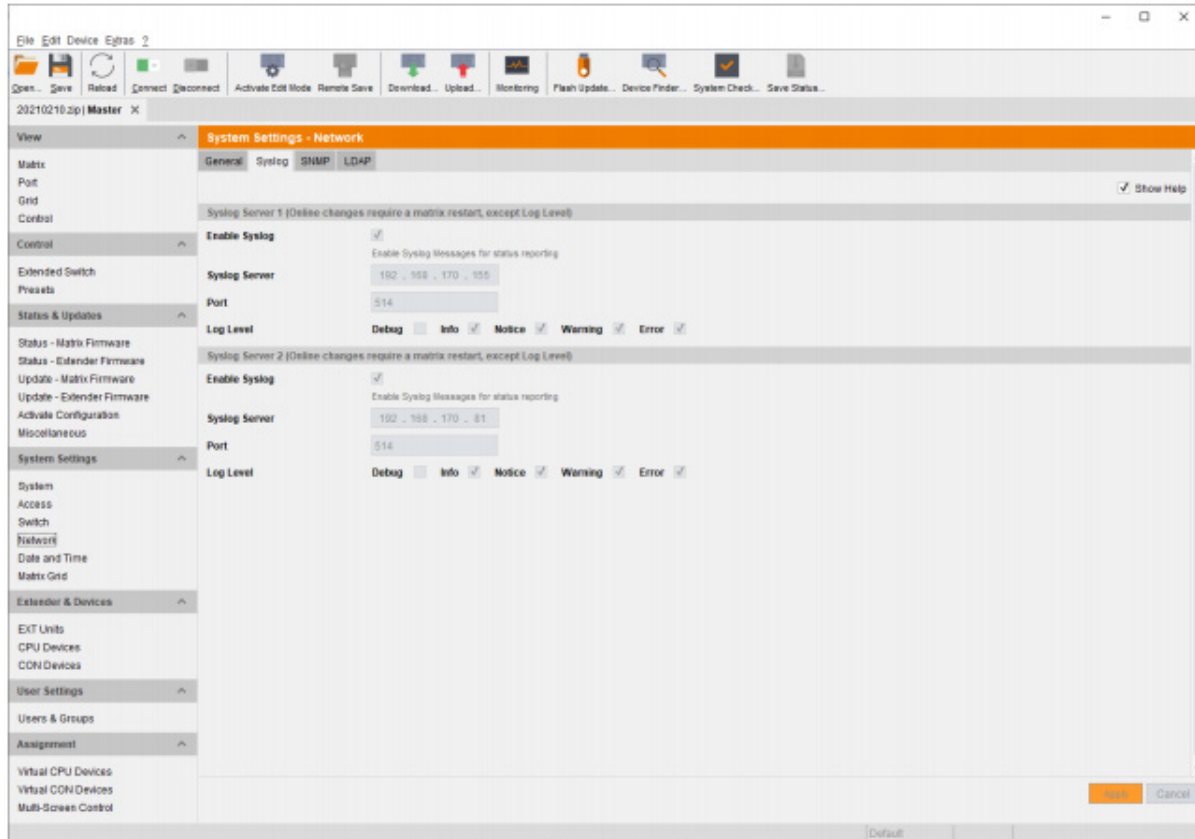 File Edit Device Extras ?
Open... Save Reload Connect Disconnect Activate Edit Mode Remote Save Download... Upload... Monitoring Flash Update... Device Finder... System Check... Save Status...
20210210.zip | Master
View
Matrix
Port
Grid
Control
Control
Extended Switch
Presets
Status & Updates
Status - Matrix Firmware
Status - Extender Firmware
Update - Matrix Firmware
Update - Extender Firmware
Activate Configuration
Miscellaneous
System Settings
System
Access
Switch
Network
Date and Time
Matrix Grid
Extender & Devices
EXT Units
CPU Devices
CON Devices
User Settings
Users & Groups
Assignment
Virtual CPU Devices
Virtual CON Devices
Multi-Screen Control
System Settings - Network
General Syslog SNMP LDAP
Show Help
Syslog Server 1 (Online changes require a matrix restart, except Log Level)
Enable Syslog
Enable Syslog Messages for status reporting
Syslog Server 192 . 168 . 170 . 155
Port 514
Log Level Debug Info Notice Warning Error
Syslog Server 2 (Online changes require a matrix restart, except Log Level)
Enable Syslog
Enable Syslog Messages for status reporting
Syslog Server 192 . 168 . 170 . 81
Port 514
Log Level Debug Info Notice Warning Error
Apply Cancel
Default